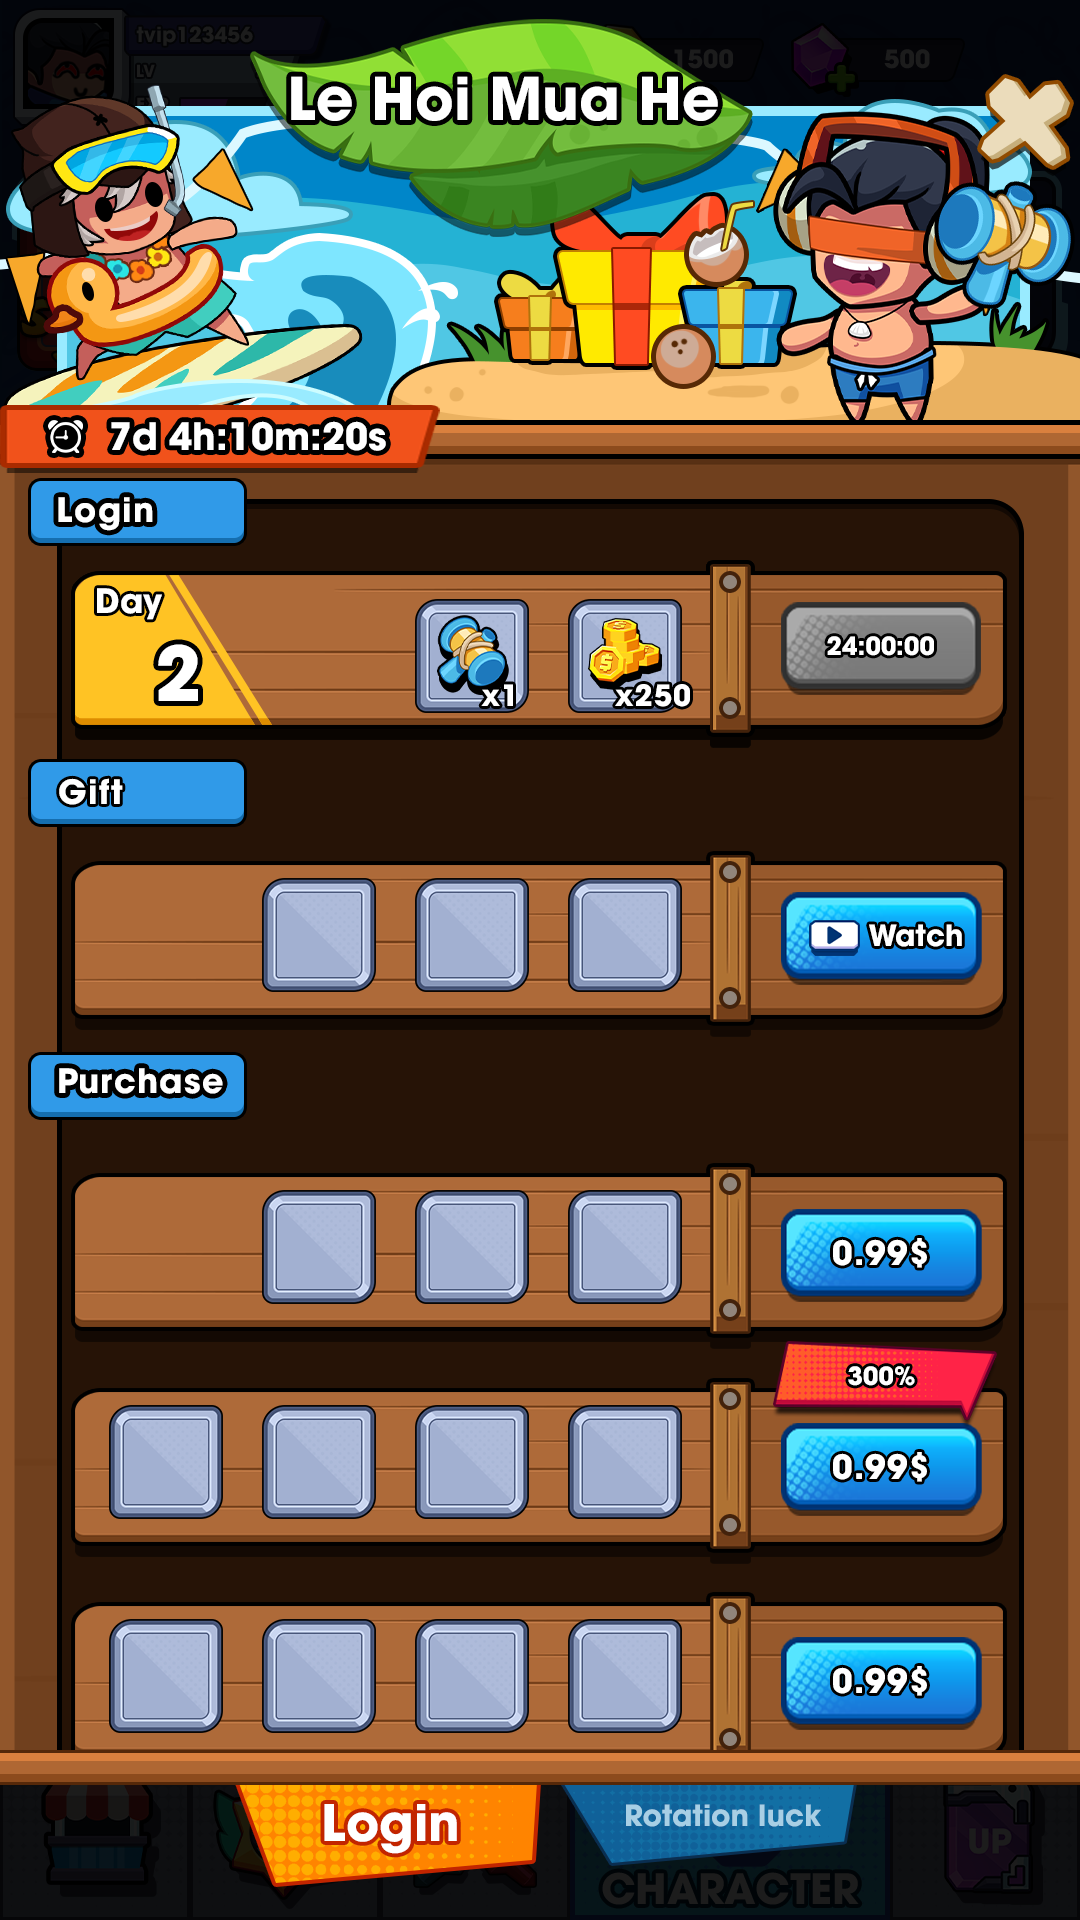 tvip123456
LV
1500
500
Le Hoi Mua He
7d 4h:10m:20s
Login
Day
2
x1
x250
24:00:00
Gift
Watch
Purchase
0.99$
300%
0.99$
0.99$
Login
Rotation luck
UP
CHARACTER